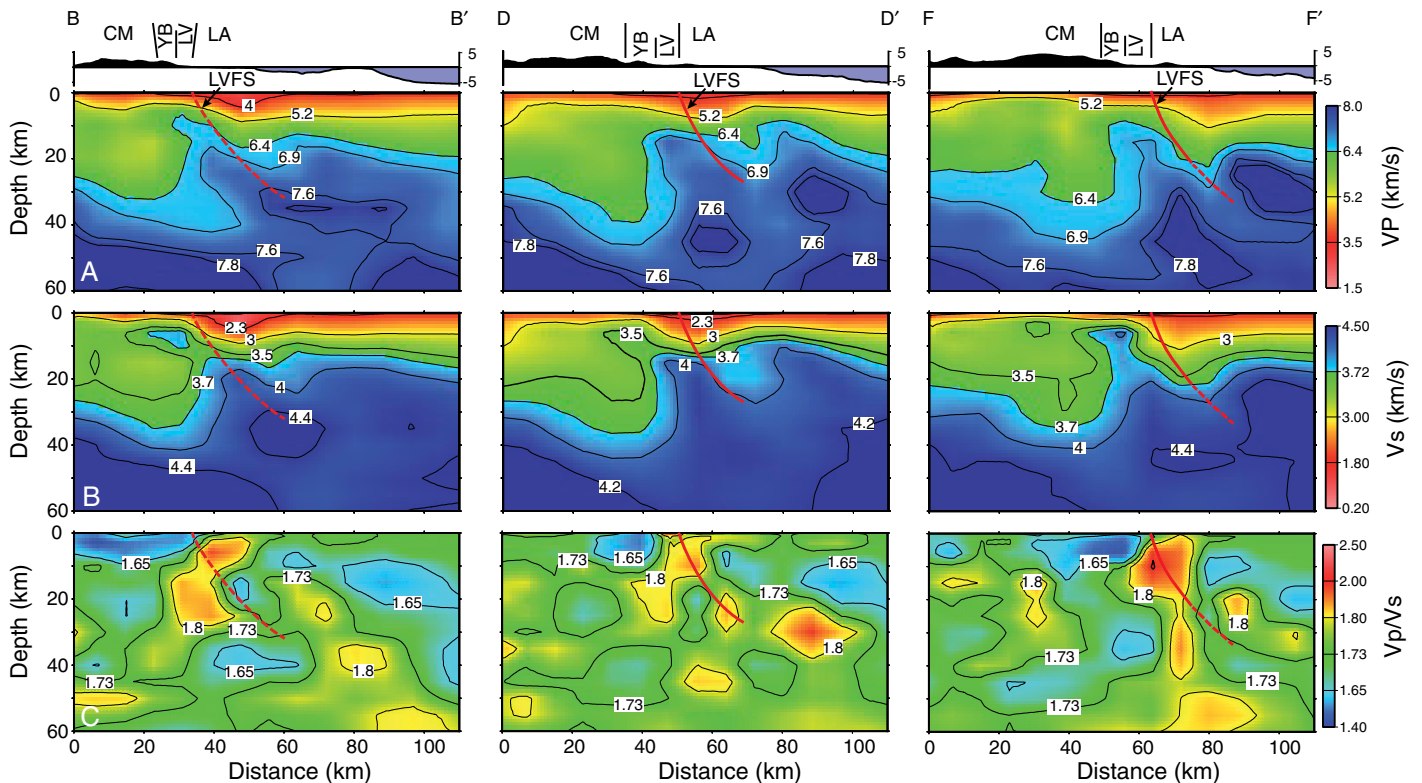 B B′ D D′ F F′
CM YB LV LA CM YB LV LA CM YB LV LA
5 -5 5 -5 5 -5
LVFS LVFS LVFS
Depth (km) 0 20 40 60
4 5.2 6.4 6.9 7.6 7.6 7.8
A
5.2 6.4 6.9 7.6 7.6 7.8 7.6 7.8
5.2 6.4 6.9 7.6 7.8
8.0 6.4 5.2 3.5 1.5
VP (km/s)
Depth (km) 0 20 40 60
2.3 3 3.5 3.7 4 4.4 4.4
B
3.5 2.3 3 3.7 4 4.2 4.2
3 3.5 3.7 4 4.4
4.50 3.72 3.00 1.80 0.20
Vs (km/s)
Depth (km) 0 20 40 60
1.65 1.73 1.65 1.8 1.73 1.65 1.8 1.73
C
1.65 1.73 1.8 1.65 1.73 1.8 1.73
1.65 1.8 1.8 1.8 1.73 1.73
2.50 2.00 1.80 1.73 1.65 1.40
Vp/Vs
0 20 40 60 80 100 0 20 40 60 80 100 0 20 40 60 80 100
Distance (km) Distance (km) Distance (km)